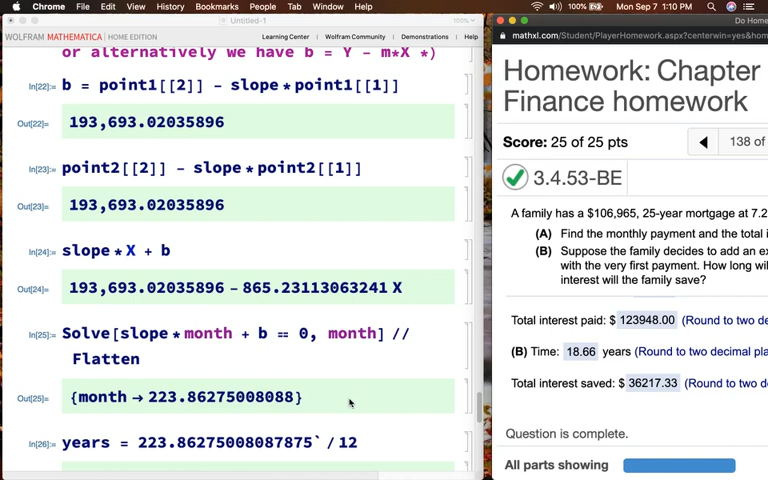 Chrome File Edit View History Bookmarks People Tab Window Help
100% Mon Sep 7 1:10 PM
Untitled-1
100%
WOLFRAM MATHEMATICA | HOME EDITION
Learning Center | Wolfram Community | Demonstrations | Help
or alternatively we have b = Y - m*X *)
In[22]:= b = point1[[2]] - slope * point1[[1]]
Out[22]= 193,693.02035896
In[23]:= point2[[2]] - slope * point2[[1]]
Out[23]= 193,693.02035896
In[24]:= slope * X + b
Out[24]= 193,693.02035896 - 865.23113063241 X
In[25]:= Solve[slope * month + b == 0, month] //
Flatten
Out[25]= {month → 223.86275008088}
In[26]:= years = 223.86275008087875` / 12
Do Home
mathxl.com/Student/PlayerHomework.aspx?centerwin=yes&hom
Homework: Chapter
Finance homework
Score: 25 of 25 pts
138 of
3.4.53-BE
A family has a $106,965, 25-year mortgage at 7.2
(A) Find the monthly payment and the total i
(B) Suppose the family decides to add an ex
with the very first payment. How long wil
interest will the family save?
Total interest paid: $ 123948.00 (Round to two de
(B) Time: 18.66 years (Round to two decimal pla
Total interest saved: $ 36217.33 (Round to two d
Question is complete.
All parts showing